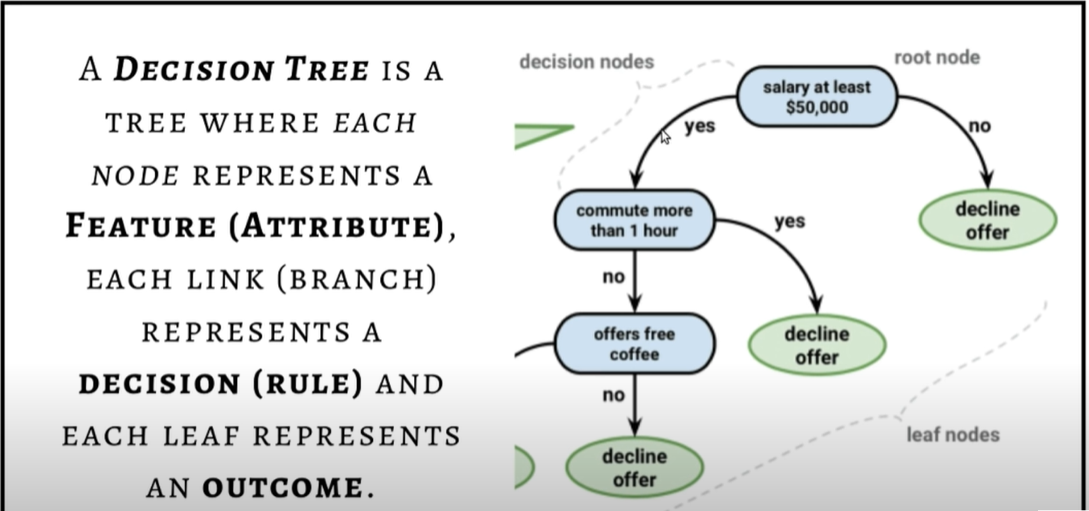 A DECISION TREE IS A
TREE WHERE EACH
NODE REPRESENTS A
FEATURE (ATTRIBUTE),
EACH LINK (BRANCH)
REPRESENTS A
DECISION (RULE) AND
EACH LEAF REPRESENTS
AN OUTCOME.
decision nodes
root node
salary at least
$50,000
yes
no
commute more
than 1 hour
yes
decline
offer
no
offers free
coffee
decline
offer
no
leaf nodes
decline
offer